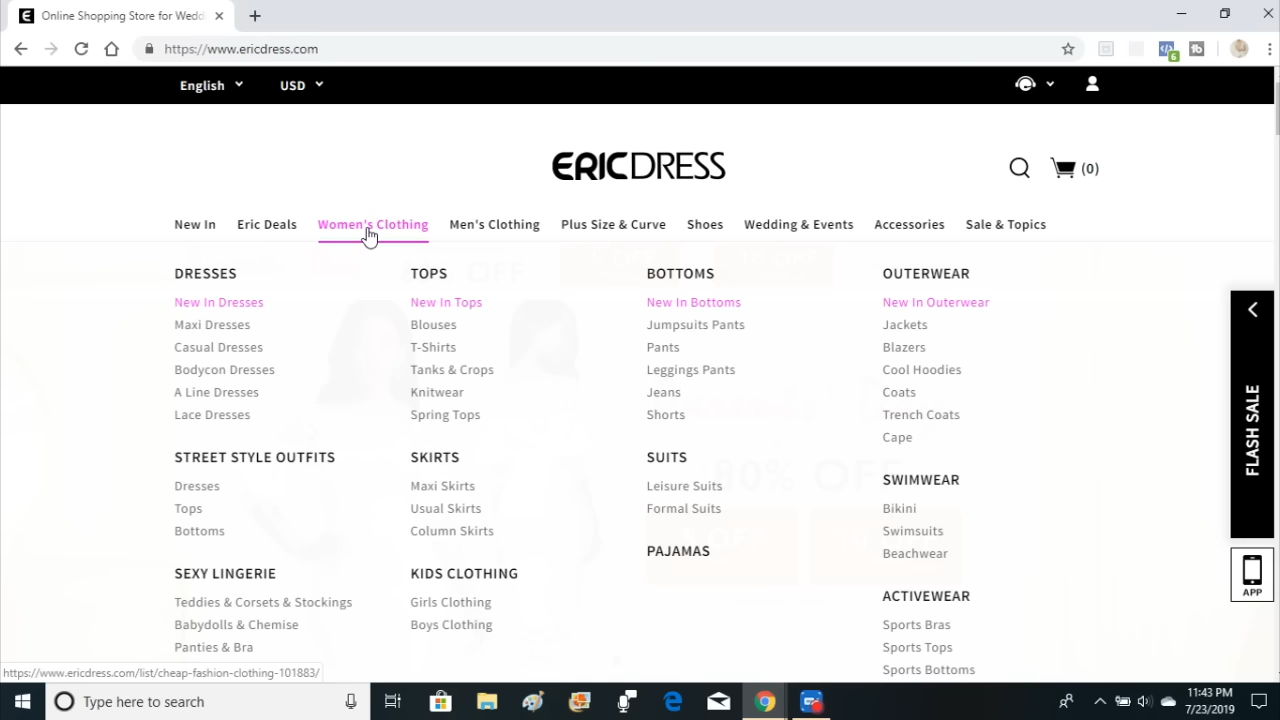 Online Shopping Store for Wedd
https://www.ericdress.com
6
tb
English
USD
ERICDRESS
(0)
New In
Eric Deals
Women's Clothing
Men's Clothing
Plus Size & Curve
Shoes
Wedding & Events
Accessories
Sale & Topics
DRESSES
New In Dresses
Maxi Dresses
Casual Dresses
Bodycon Dresses
A Line Dresses
Lace Dresses
STREET STYLE OUTFITS
Dresses
Tops
Bottoms
SEXY LINGERIE
Teddies & Corsets & Stockings
Babydolls & Chemise
Panties & Bra
TOPS
New In Tops
Blouses
T-Shirts
Tanks & Crops
Knitwear
Spring Tops
SKIRTS
Maxi Skirts
Usual Skirts
Column Skirts
KIDS CLOTHING
Girls Clothing
Boys Clothing
BOTTOMS
New In Bottoms
Jumpsuits Pants
Pants
Leggings Pants
Jeans
Shorts
SUITS
Leisure Suits
Formal Suits
PAJAMAS
OUTERWEAR
New In Outerwear
Jackets
Blazers
Cool Hoodies
Coats
Trench Coats
Cape
SWIMWEAR
Bikini
Swimsuits
Beachwear
ACTIVEWEAR
Sports Bras
Sports Tops
Sports Bottoms
80% OFF
FLASH SALE
APP
https://www.ericdress.com/list/cheap-fashion-clothing-101883/
Type here to search
11:43 PM
7/23/2019